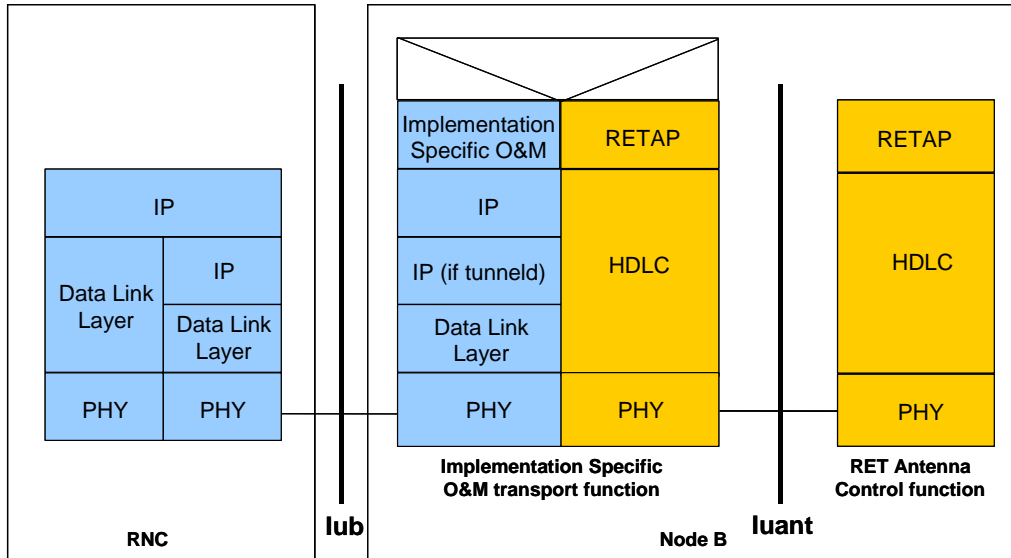 IP
Data Link
Layer
IP
Data Link
Layer
PHY
PHY
RNC
Iub
Implementation
Specific O&M
RETAP
IP
IP (if tunneld)
HDLC
Data Link
Layer
PHY
PHY
Implementation Specific
O&M transport function
Node B
Iuant
RETAP
HDLC
PHY
RET Antenna
Control function